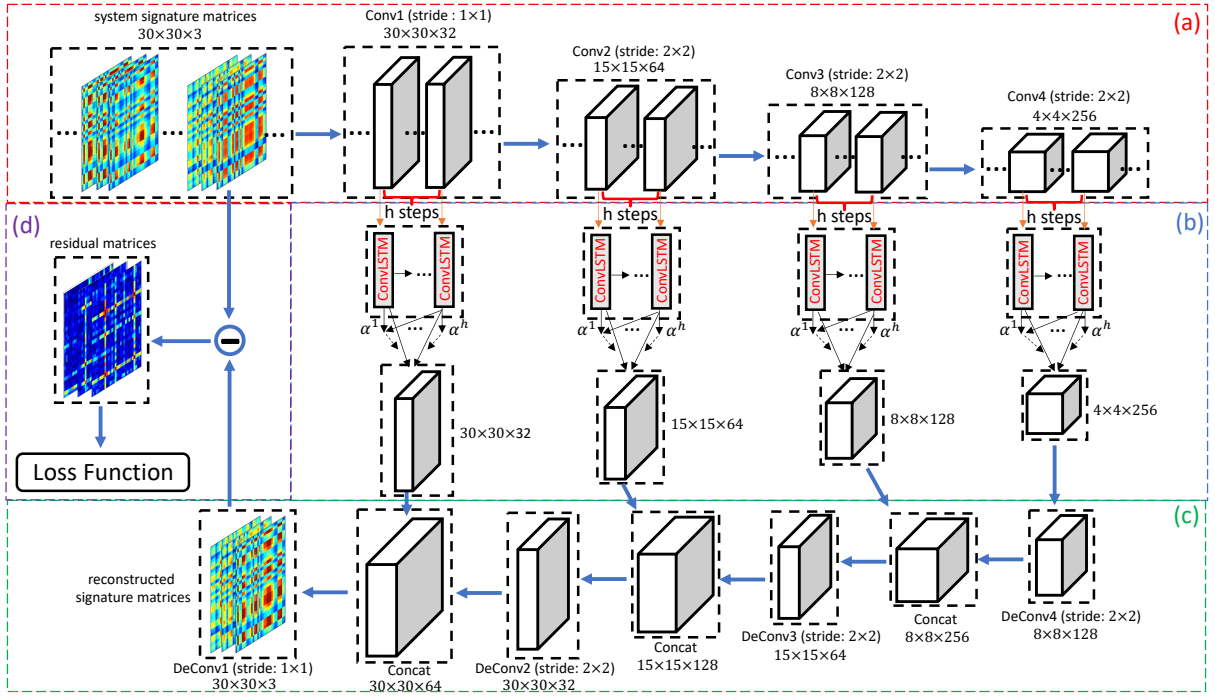 system signature matrices
30×30×3
Conv1 (stride : 1×1)
30×30×32
Conv2 (stride: 2×2)
15×15×64
Conv3 (stride: 2×2)
8×8×128
Conv4 (stride: 2×2)
4×4×256
(a)
h steps
h steps
h steps
h steps
(b)
ConvLSTM
...
ConvLSTM
ConvLSTM
...
ConvLSTM
ConvLSTM
...
ConvLSTM
ConvLSTM
...
ConvLSTM
α¹ ... αʰ
α¹ ... αʰ
α¹ ... αʰ
α¹ ... αʰ
30×30×32
15×15×64
8×8×128
4×4×256
(d)
residual matrices
Loss Function
(c)
reconstructed
signature matrices
DeConv1 (stride: 1×1)
30×30×3
Concat
30×30×64
DeConv2 (stride: 2×2)
30×30×32
Concat
15×15×128
DeConv3 (stride: 2×2)
15×15×64
Concat
8×8×256
DeConv4 (stride: 2×2)
8×8×128